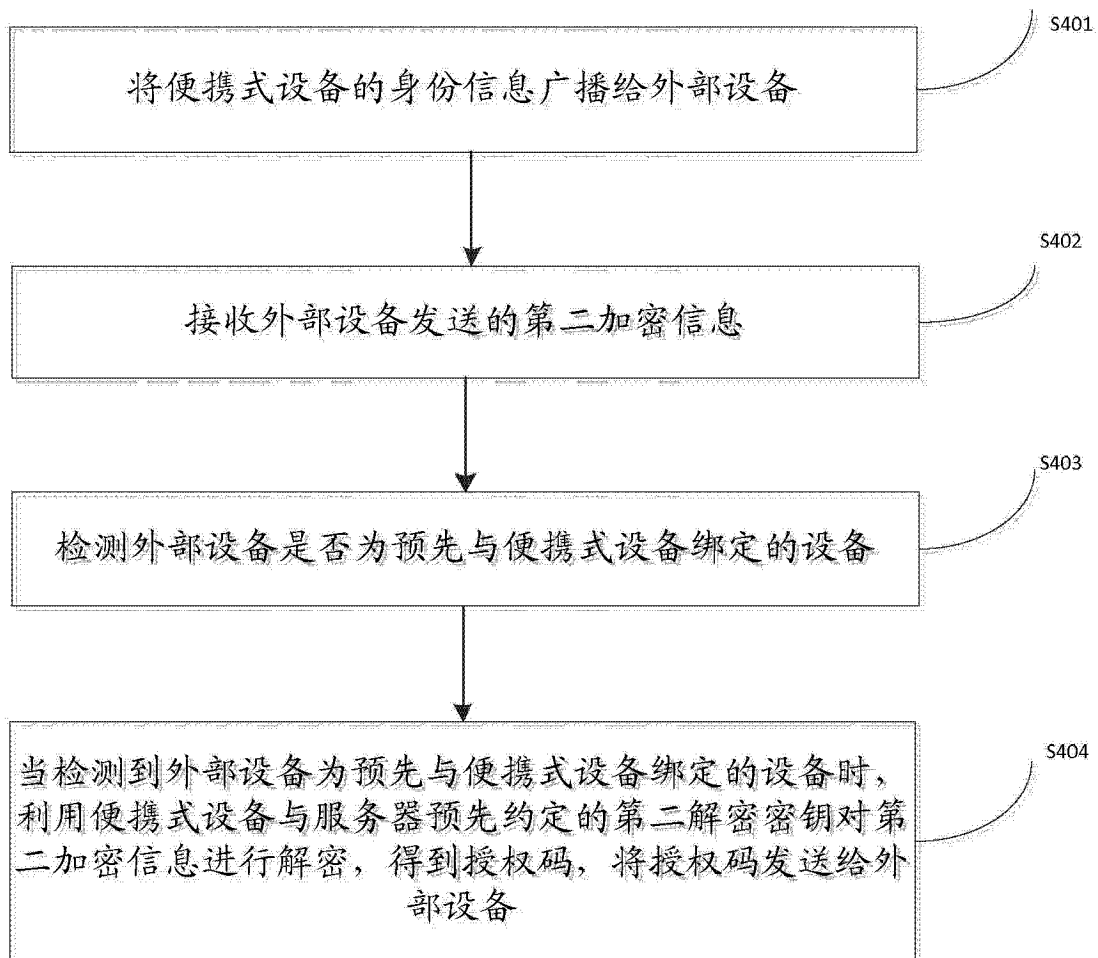 S401
将便携式设备的身份信息广播给外部设备
S402
接收外部设备发送的第二加密信息
S403
检测外部设备是否为预先与便携式设备绑定的设备
S404
当检测到外部设备为预先与便携式设备绑定的设备时，
利用便携式设备与服务器预先约定的第二解密密钥对第
二加密信息进行解密，得到授权码，将授权码发送给外
部设备